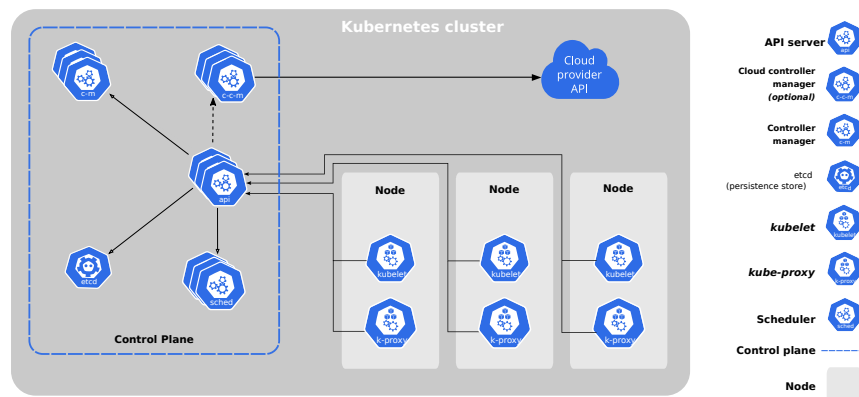 Kubernetes cluster
c-m
c-c-m
Cloud
provider
API
api
etcd
sched
Control Plane
Node
Node
Node
kubelet
kubelet
kubelet
k-proxy
k-proxy
k-proxy
API server
api
Cloud controller
manager
(optional)
c-c-m
Controller
manager
c-m
etcd
(persistence store)
etcd
kubelet
kubelet
kube-proxy
k-proxy
Scheduler
sched
Control plane
Node